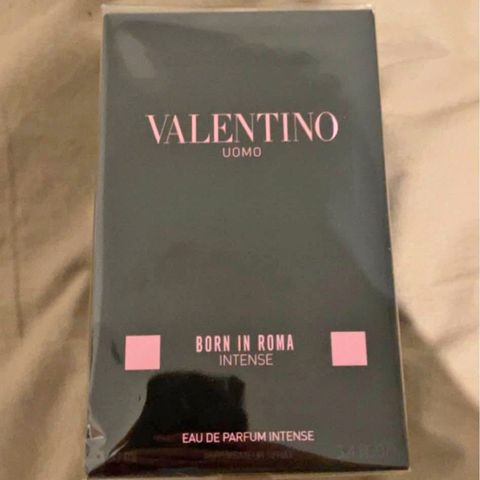 VALENTINO
UOMO
BORN IN ROMA
INTENSE
EAU DE PARFUM INTENSE